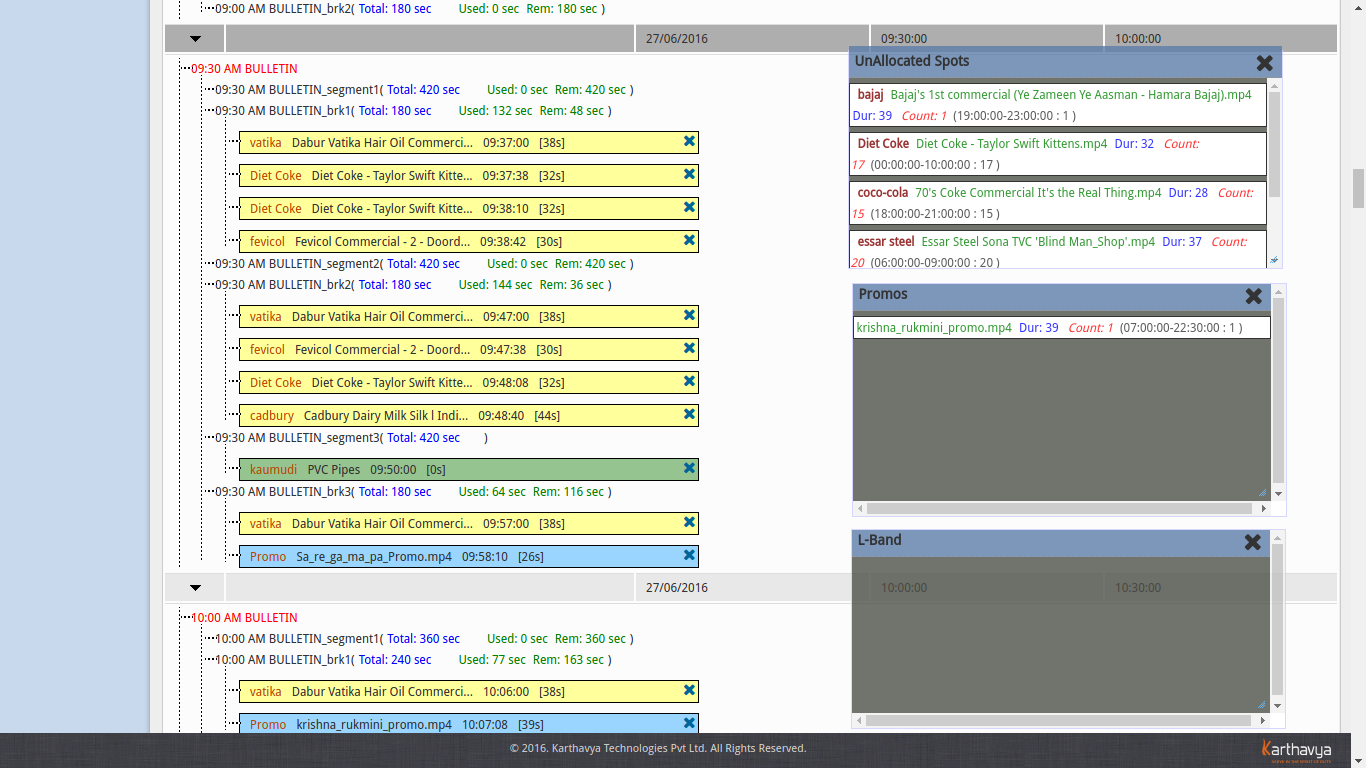 09:00 AM BULLETIN_brk2( Total: 180 sec Used: 0 sec Rem: 180 sec )
27/06/2016 09:30:00 10:00:00
09:30 AM BULLETIN
09:30 AM BULLETIN_segment1( Total: 420 sec Used: 0 sec Rem: 420 sec )
09:30 AM BULLETIN_brk1( Total: 180 sec Used: 132 sec Rem: 48 sec )
vatika Dabur Vatika Hair Oil Commerci... 09:37:00 [38s]
Diet Coke Diet Coke - Taylor Swift Kitte... 09:37:38 [32s]
Diet Coke Diet Coke - Taylor Swift Kitte... 09:38:10 [32s]
fevicol Fevicol Commercial - 2 - Doord... 09:38:42 [30s]
09:30 AM BULLETIN_segment2( Total: 420 sec Used: 0 sec Rem: 420 sec )
09:30 AM BULLETIN_brk2( Total: 180 sec Used: 144 sec Rem: 36 sec )
vatika Dabur Vatika Hair Oil Commerci... 09:47:00 [38s]
fevicol Fevicol Commercial - 2 - Doord... 09:47:38 [30s]
Diet Coke Diet Coke - Taylor Swift Kitte... 09:48:08 [32s]
cadbury Cadbury Dairy Milk Silk l Indi... 09:48:40 [44s]
09:30 AM BULLETIN_segment3( Total: 420 sec )
kaumudi PVC Pipes 09:50:00 [0s]
09:30 AM BULLETIN_brk3( Total: 180 sec Used: 64 sec Rem: 116 sec )
vatika Dabur Vatika Hair Oil Commerci... 09:57:00 [38s]
Promo Sa_re_ga_ma_pa_Promo.mp4 09:58:10 [26s]
27/06/2016 10:00:00 10:30:00
10:00 AM BULLETIN
10:00 AM BULLETIN_segment1( Total: 360 sec Used: 0 sec Rem: 360 sec )
10:00 AM BULLETIN_brk1( Total: 240 sec Used: 77 sec Rem: 163 sec )
vatika Dabur Vatika Hair Oil Commerci... 10:06:00 [38s]
Promo krishna_rukmini_promo.mp4 10:07:08 [39s]
UnAllocated Spots
bajaj Bajaj's 1st commercial (Ye Zameen Ye Aasman - Hamara Bajaj).mp4
Dur: 39 Count: 1 (19:00:00-23:00:00 : 1 )
Diet Coke Diet Coke - Taylor Swift Kittens.mp4 Dur: 32 Count:
17 (00:00:00-10:00:00 : 17 )
coco-cola 70's Coke Commercial It's the Real Thing.mp4 Dur: 28 Count:
15 (18:00:00-21:00:00 : 15 )
essar steel Essar Steel Sona TVC 'Blind Man_Shop'.mp4 Dur: 37 Count:
20 (06:00:00-09:00:00 : 20 )
Promos
krishna_rukmini_promo.mp4 Dur: 39 Count: 1 (07:00:00-22:30:00 : 1 )
L-Band
© 2016. Karthavya Technologies Pvt Ltd. All Rights Reserved.
Karthavya